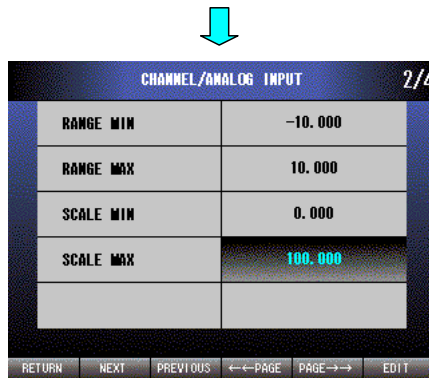 CHANNEL/ANALOG INPUT 2/4
RANGE MIN -10.000
RANGE MAX 10.000
SCALE MIN 0.000
SCALE MAX 100.000
RETURN NEXT PREVIOUS ←←PAGE PAGE→→ EDIT